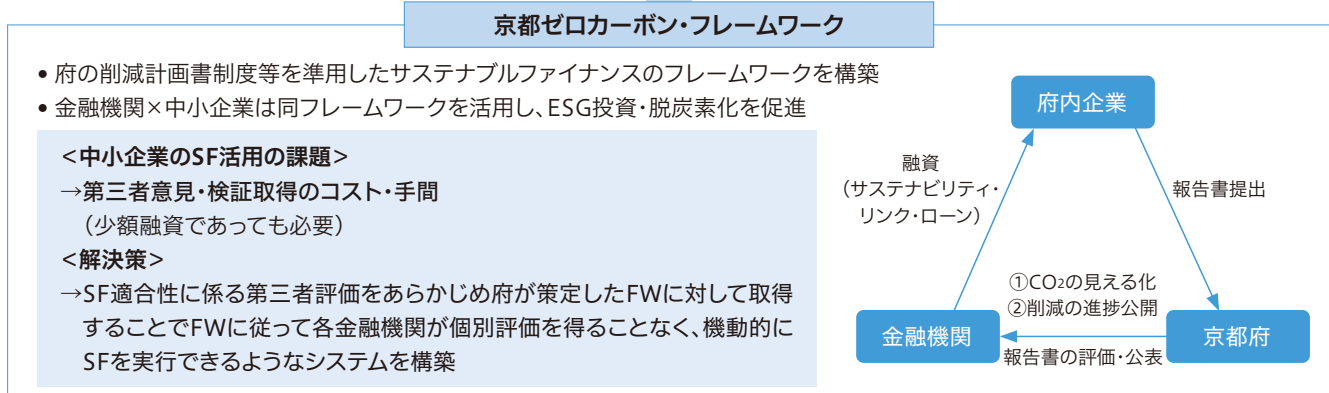 京都ゼロカーボン・フレームワーク
• 府の削減計画書制度等を準用したサステナブルファイナンスのフレームワークを構築
• 金融機関×中小企業は同フレームワークを活用し、ESG投資・脱炭素化を促進
<中小企業のSF活用の課題>
→第三者意見・検証取得のコスト・手間
（少額融資であっても必要）
<解決策>
→SF適合性に係る第三者評価をあらかじめ府が策定したFWに対して取得
することでFWに従って各金融機関が個別評価を得ることなく、機動的に
SFを実行できるようなシステムを構築
府内企業
融資
（サステナビリティ・
リンク・ローン）
報告書提出
①CO₂の見える化
②削減の進捗公開
金融機関
京都府
報告書の評価・公表